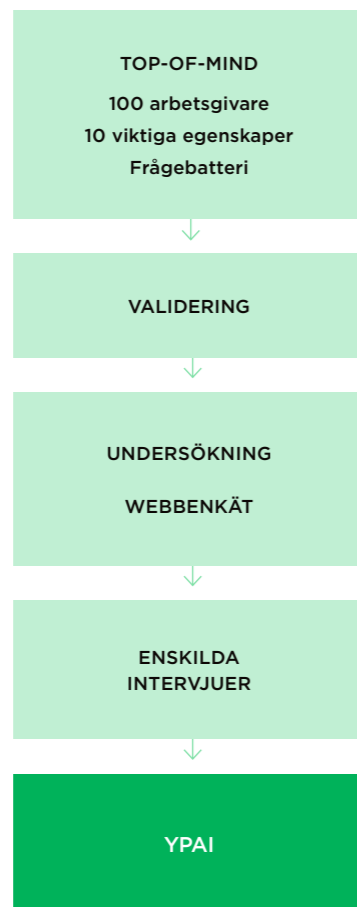 TOP-OF-MIND
100 arbetsgivare
10 viktiga egenskaper
Frågebatteri
VALIDERING
UNDERSÖKNING
WEBBENKÄT
ENSKILDA
INTERVJUER
YPAI